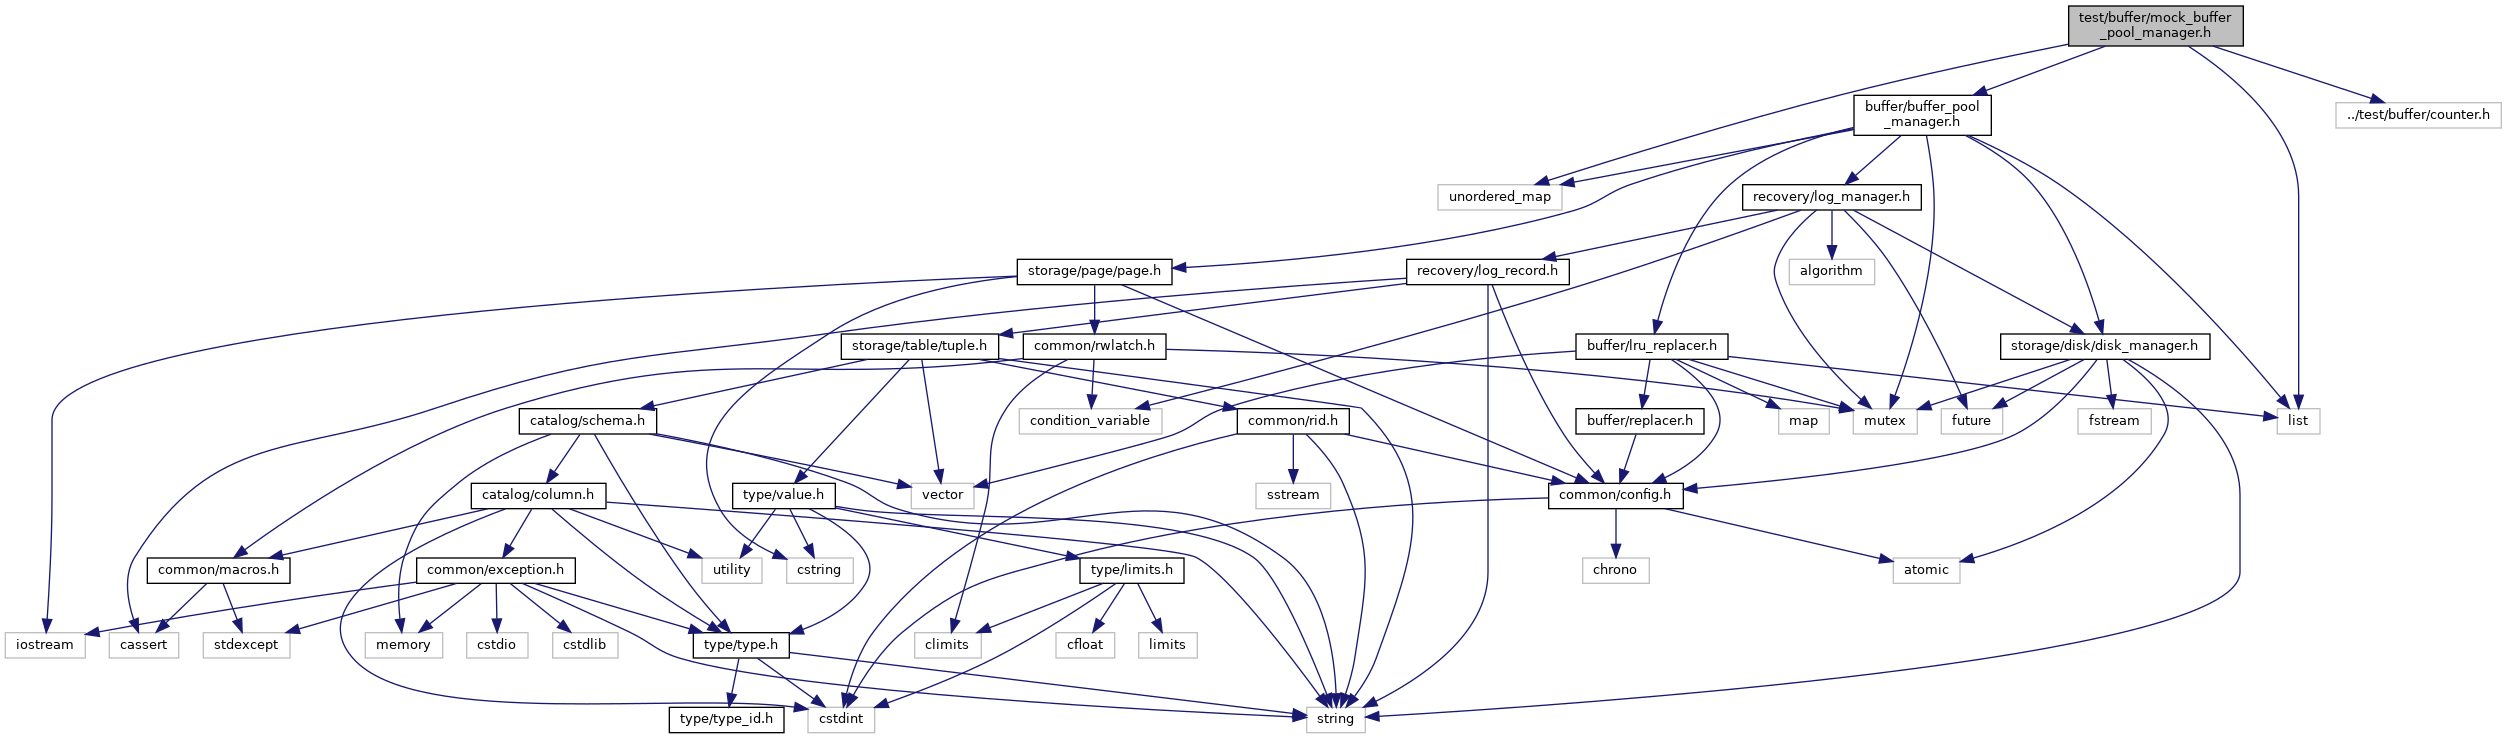 test/buffer/mock_buffer
_pool_manager.h
buffer/buffer_pool
_manager.h
../test/buffer/counter.h
unordered_map
recovery/log_manager.h
storage/page/page.h
recovery/log_record.h
algorithm
storage/table/tuple.h
common/rwlatch.h
buffer/lru_replacer.h
storage/disk/disk_manager.h
catalog/schema.h
condition_variable
common/rid.h
buffer/replacer.h
map
mutex
future
fstream
list
catalog/column.h
type/value.h
vector
sstream
common/config.h
common/macros.h
common/exception.h
utility
cstring
type/limits.h
chrono
atomic
iostream
cassert
stdexcept
memory
cstdio
cstdlib
type/type.h
climits
cfloat
limits
type/type_id.h
cstdint
string